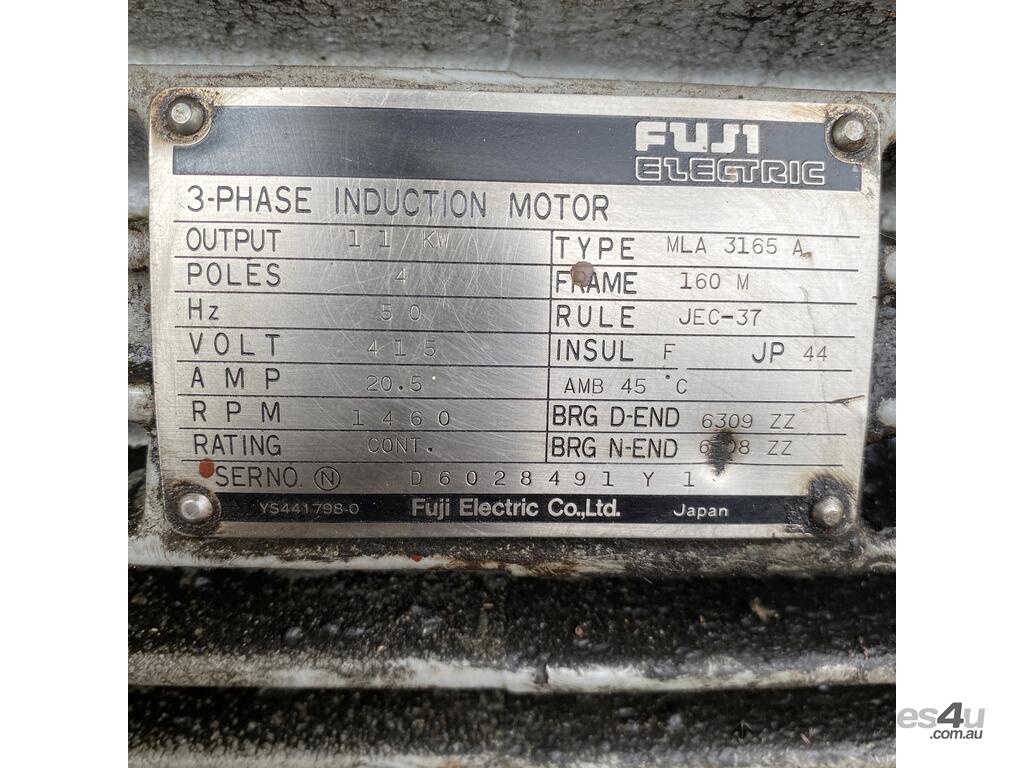 FUJI
ELECTRIC
3-PHASE INDUCTION MOTOR
OUTPUT 11 KW TYPE MLA 3165 A
POLES 4 FRAME 160 M
Hz 50 RULE JEC-37
VOLT 415 INSUL F JP 44
AMP 20.5 AMB 45 °C
RPM 1460 BRG D-END 6309 ZZ
RATING CONT. BRG N-END ZZ
SERNO. N D6028491Y1
YS441798-0 Fuji Electric Co.,Ltd. Japan
es4u
.com.au